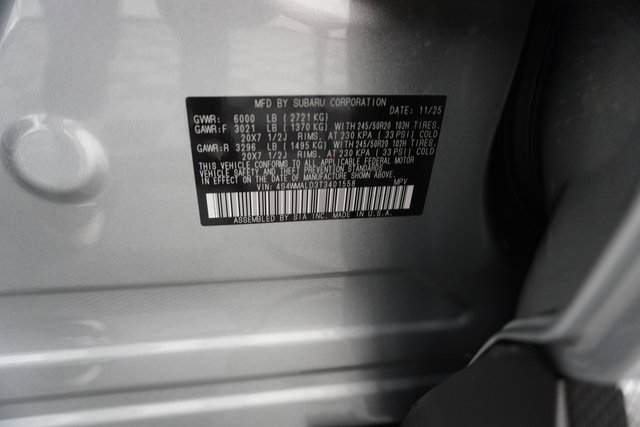 MFD BY SUBARU CORPORATION
DATE: 11/25
GVWR: 6000 LB (2721 KG)
GAWR:F 3021 LB (1370 KG) WITH 245/50R20 102H TIRES.
20X7 1/2J RIMS. AT 230 KPA (33 PSI) COLD
GAWR:R 3296 LB (1495 KG) WITH 245/50R20 102H TIRES.
20X7 1/2J RIMS. AT 230 KPA (33 PSI) COLD
THIS VEHICLE CONFORMS TO ALL APPLICABLE FEDERAL MOTOR
VEHICLE SAFETY AND THEFT PREVENTION STANDARDS
IN EFFECT ON THE DATE OF MANUFACTURE SHOWN ABOVE.
VIN: 4S4WMALD3T3401558 MPV
ASSEMBLED BY SIA INC. MADE IN U.S.A.